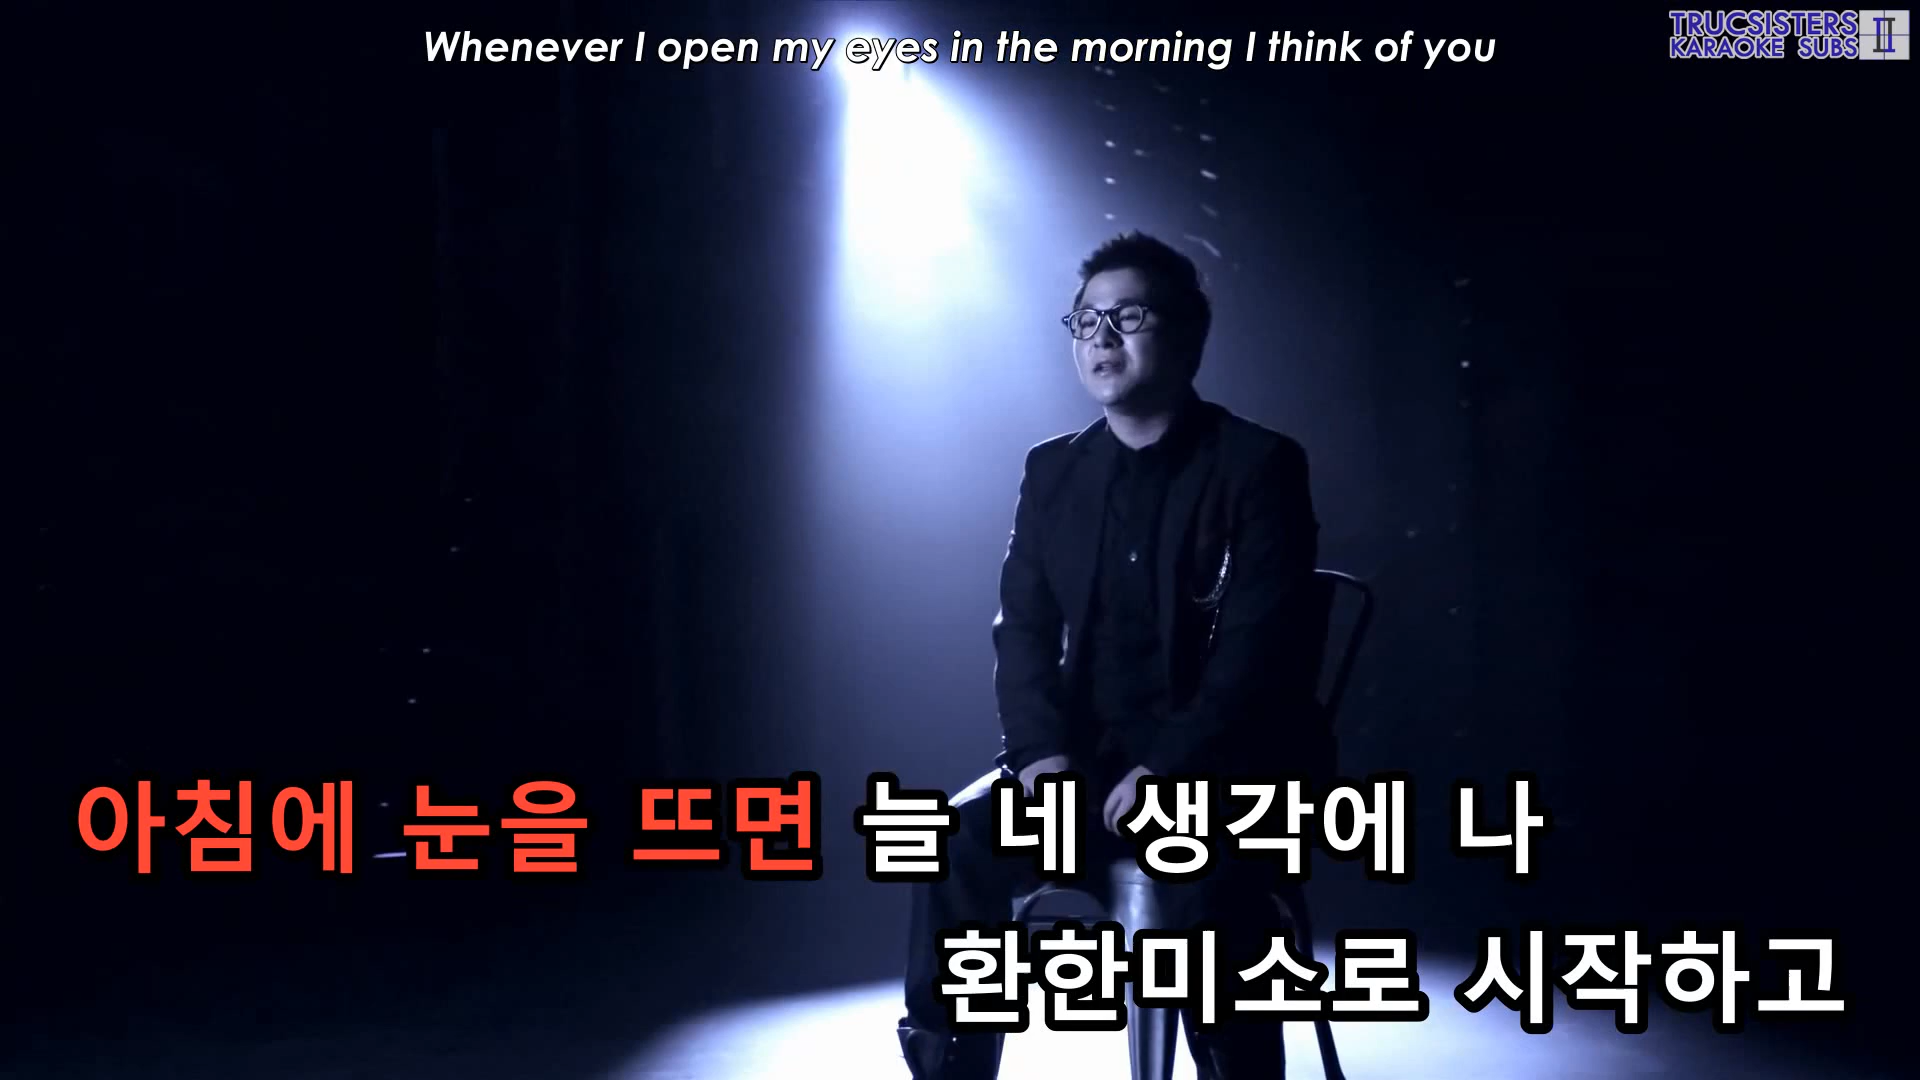 Whenever I open my eyes in the morning I think of you
TRUCSISTERS
KARAOKE SUBS II
아침에 눈을 뜨면 늘 네 생각에 나
환한미소로 시작하고